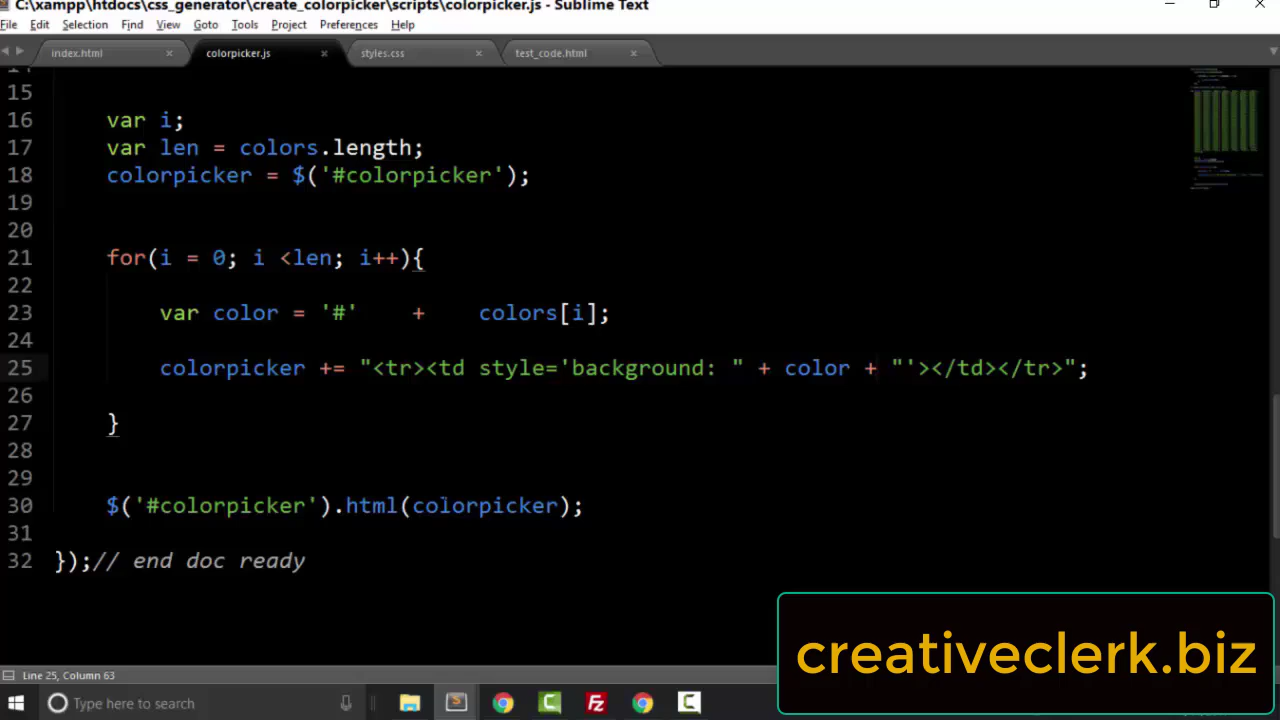 C:\xampp\htdocs\css_generator\create_colorpicker\scripts\colorpicker.js - Sublime Text
File Edit Selection Find View Goto Tools Project Preferences Help
index.html × colorpicker.js × styles.css × test_code.html ×
14
15
16 var i;
17 var len = colors.length;
18 colorpicker = $('#colorpicker');
19
20
21 for(i = 0; i <len; i++){
22
23 var color = '#' + colors[i];
24
25 colorpicker += "<tr><td style='background: " + color + "'></td></tr>";
26
27 }
28
29
30 $('#colorpicker').html(colorpicker);
31
32 });// end doc ready
creativeclerk.biz
Line 25, Column 63
Type here to search